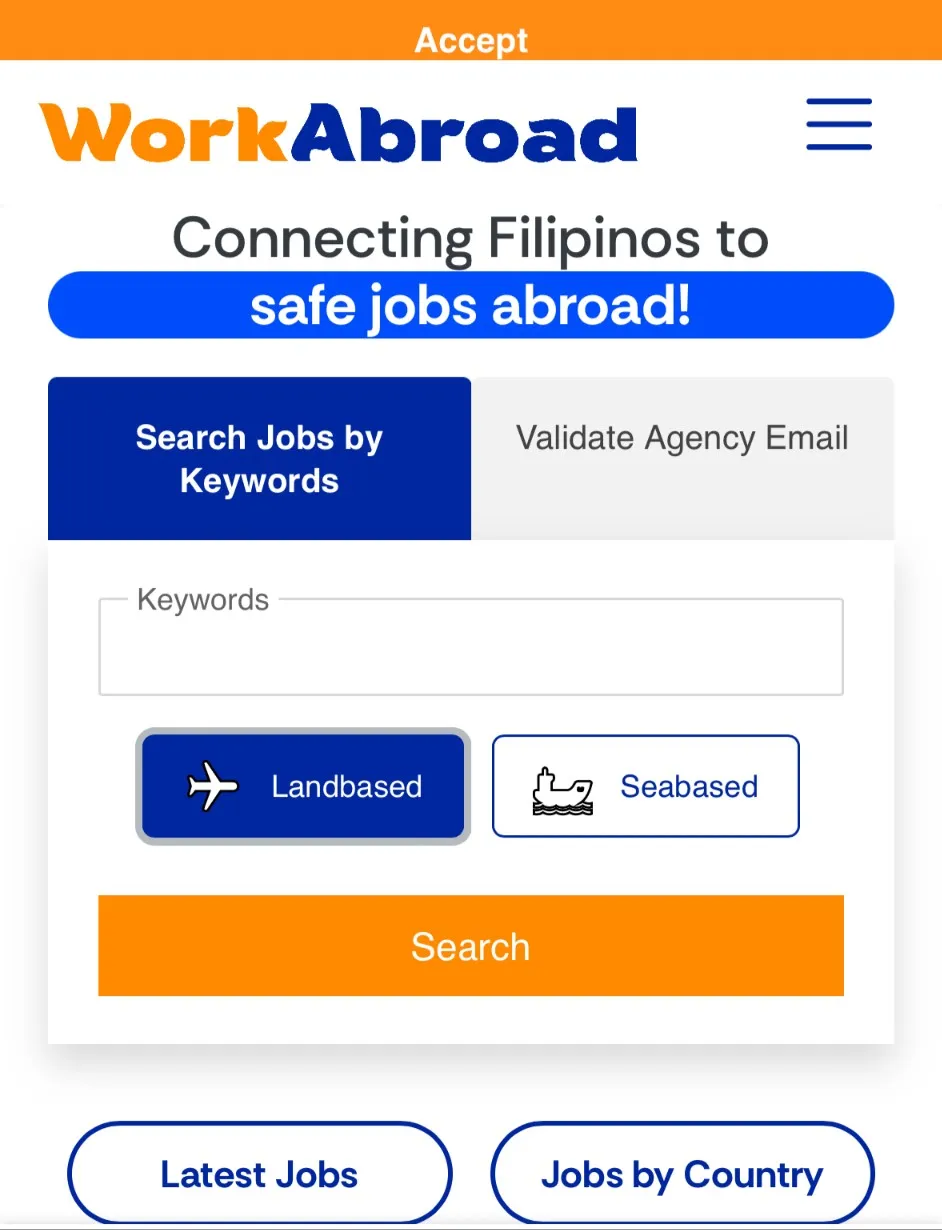 Accept
WorkAbroad
Connecting Filipinos to
safe jobs abroad!
Search Jobs by
Keywords
Validate Agency Email
Keywords
Landbased
Seabased
Search
Latest Jobs
Jobs by Country